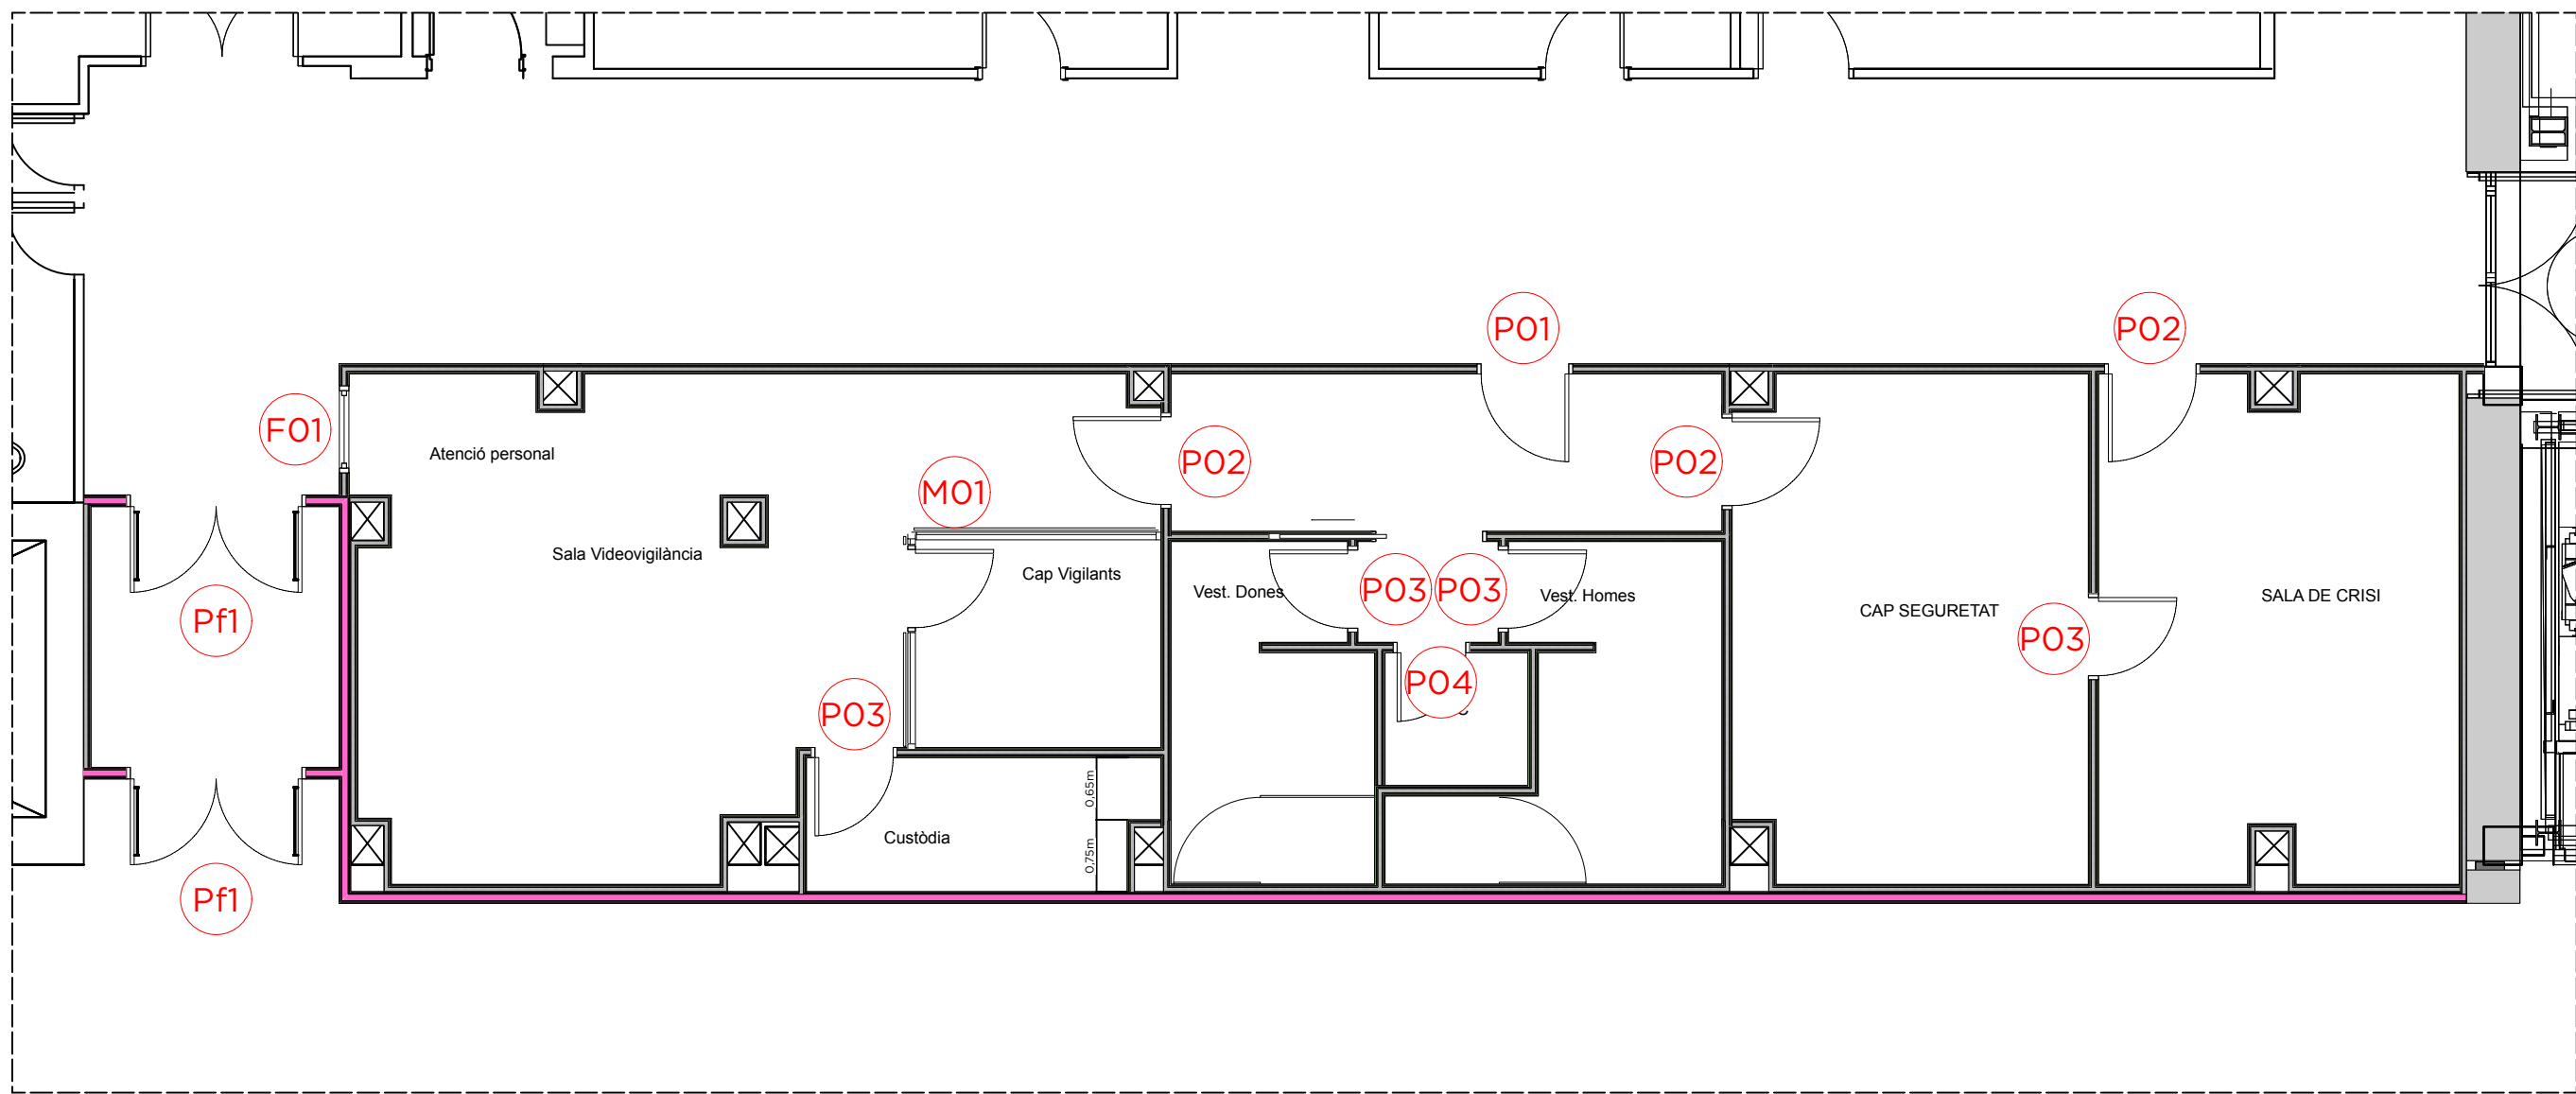 P01
P02
F01
Atenció personal
P02
P02
M01
Sala Videovigilància
Cap Vigilants
Vest. Dones
P03
P03
Vest. Homes
CAP SEGURETAT
SALA DE CRISI
Pf1
P03
P04
P03
0,65m
Custòdia
0,75m
Pf1